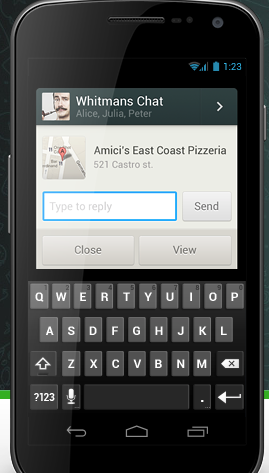 1:23
Whitmans Chat
Alice, Julia, Peter
Amici's East Coast Pizzeria
521 Castro st.
Type to reply
Send
Close
View
Q W E R T Y U I O P
A S D F G H J K L
Z X C V B N M
?123
.